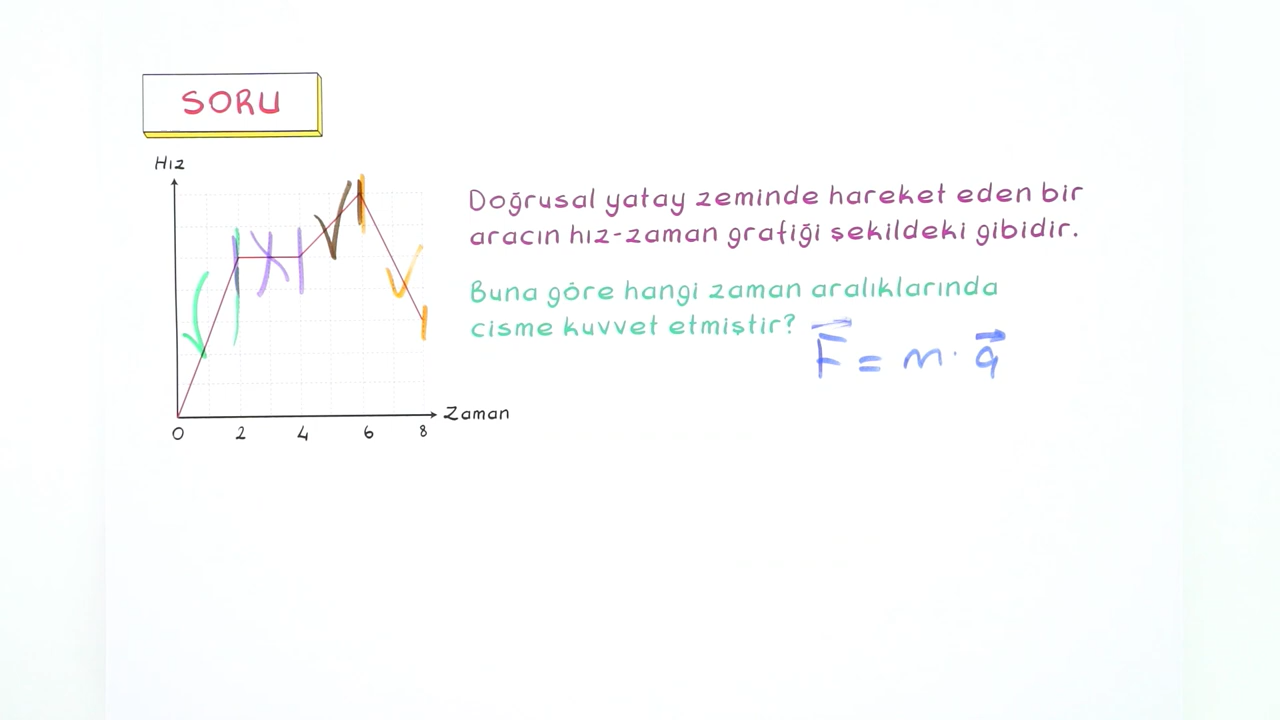 SORU
Hız
Doğrusal yatay zeminde hareket eden bir
aracın hız-zaman grafiği şekildeki gibidir.
Buna göre hangi zaman aralıklarında
cisme kuvvet etmiştir?
F = m . a
Zaman
0 2 4 6 8